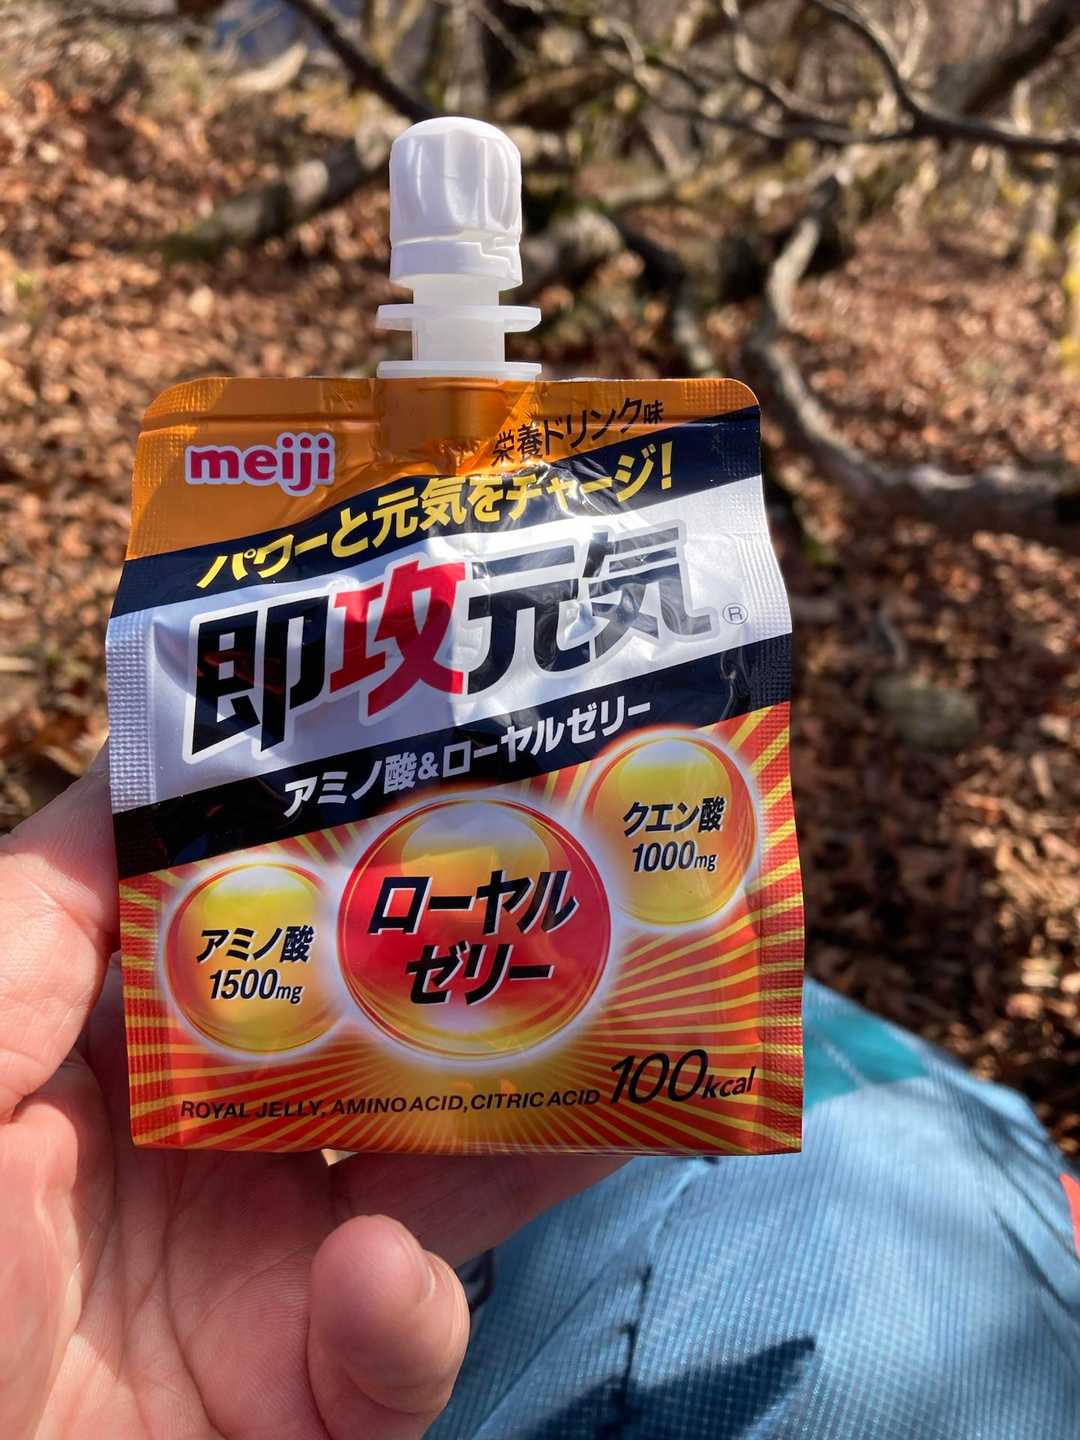 meiji
栄養ドリンク味
パワーと元気をチャージ!
即攻元気®
アミノ酸&ローヤルゼリー
クエン酸
1000mg
アミノ酸
1500mg
ローヤル
ゼリー
100kcal
ROYAL JELLY, AMINO ACID, CITRIC ACID